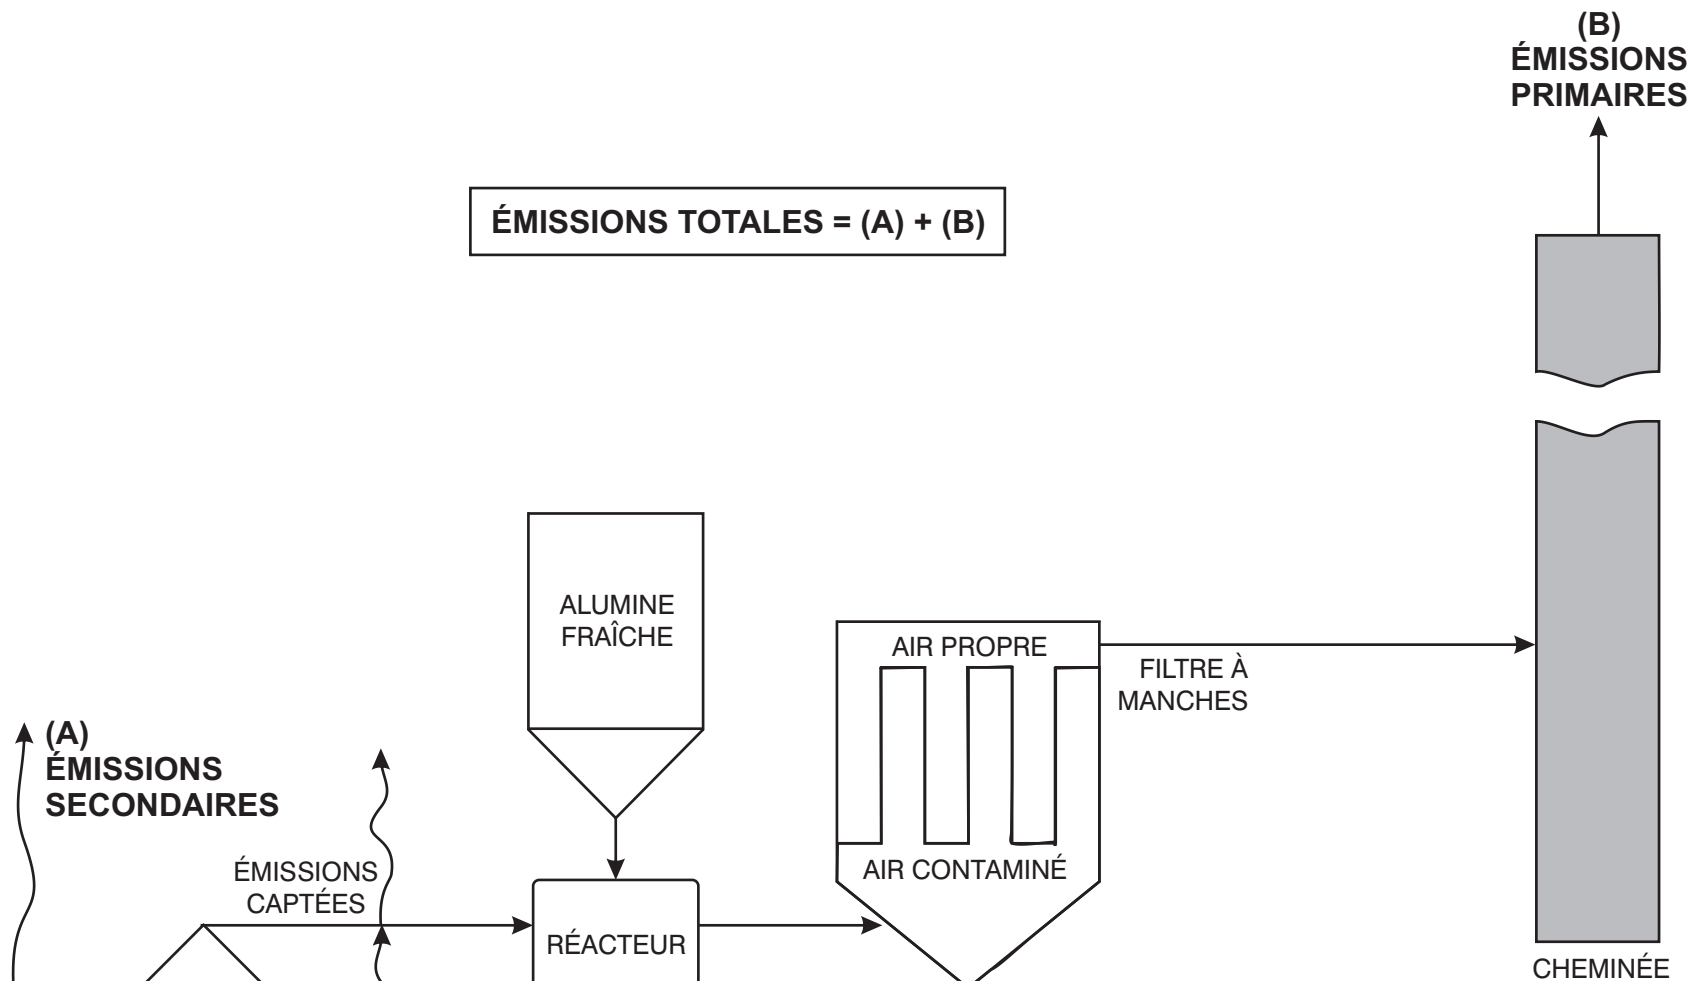 (B)
ÉMISSIONS
PRIMAIRES
ÉMISSIONS TOTALES = (A) + (B)
ALUMINE
FRAÎCHE
AIR PROPRE
FILTRE À
MANCHES
(A)
ÉMISSIONS
SECONDAIRES
ÉMISSIONS
CAPTÉES
AIR CONTAMINÉ
RÉACTEUR
CHEMINÉE